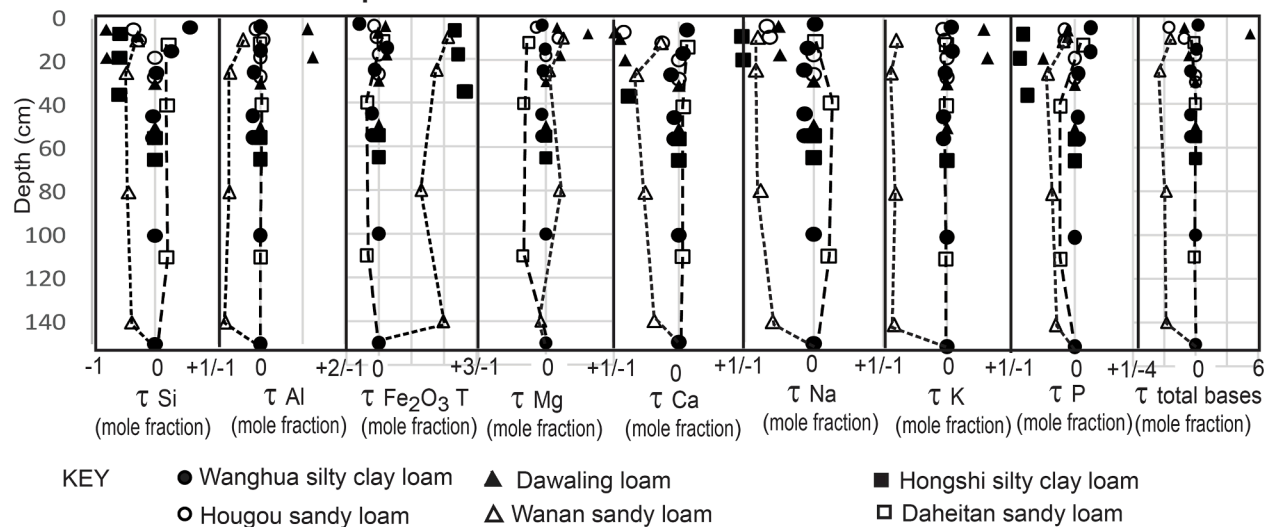 0
20
40
60
80
100
120
140
Depth (cm)
-1 0 +1/-1 0 +2/-1 0 +3/-1 0 +1/-1 0 +1/-1 0 +1/-1 0 +1/-1 0 +1/-4 0 6
τ Si τ Al τ Fe₂O₃ T τ Mg τ Ca τ Na τ K τ P τ total bases
(mole fraction) (mole fraction) (mole fraction) (mole fraction) (mole fraction) (mole fraction) (mole fraction) (mole fraction) (mole fraction)
KEY Wanghua silty clay loam Dawaling loam Hongshi silty clay loam
Hougou sandy loam Wanan sandy loam Daheitan sandy loam